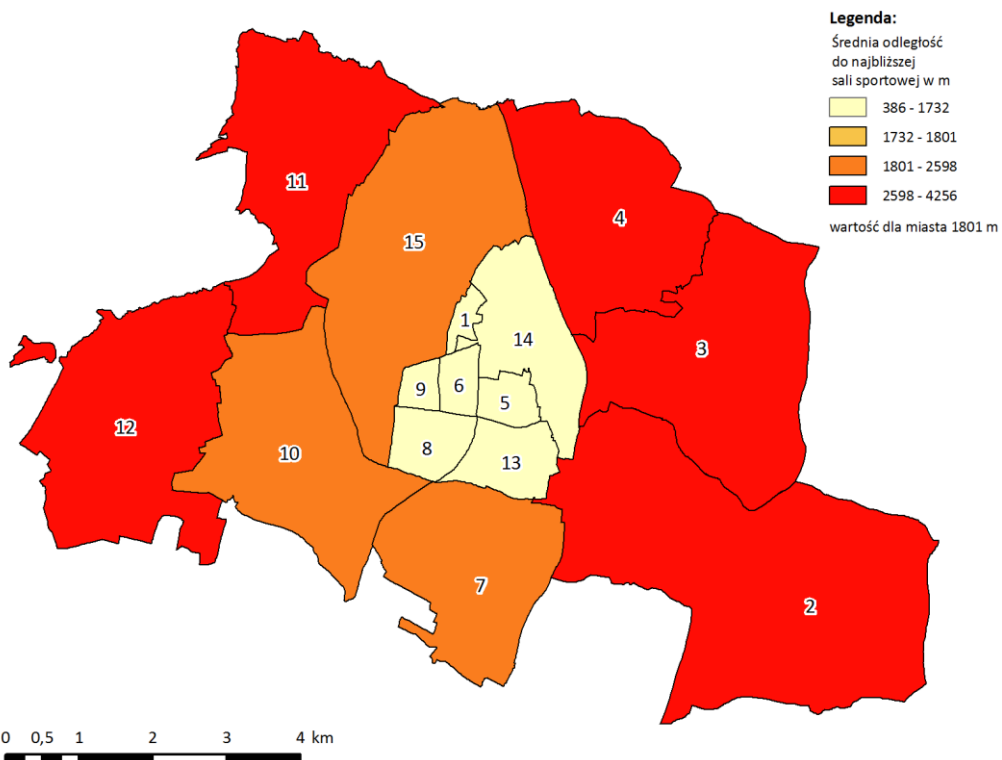 Legenda:
Średnia odległość
do najbliższej
sali sportowej w m
386 - 1732
1732 - 1801
1801 - 2598
2598 - 4256
wartość dla miasta 1801 m
11
4
15
1
14
3
9
6
5
12
10
8
13
7
2
0 0,5 1 2 3 4 km